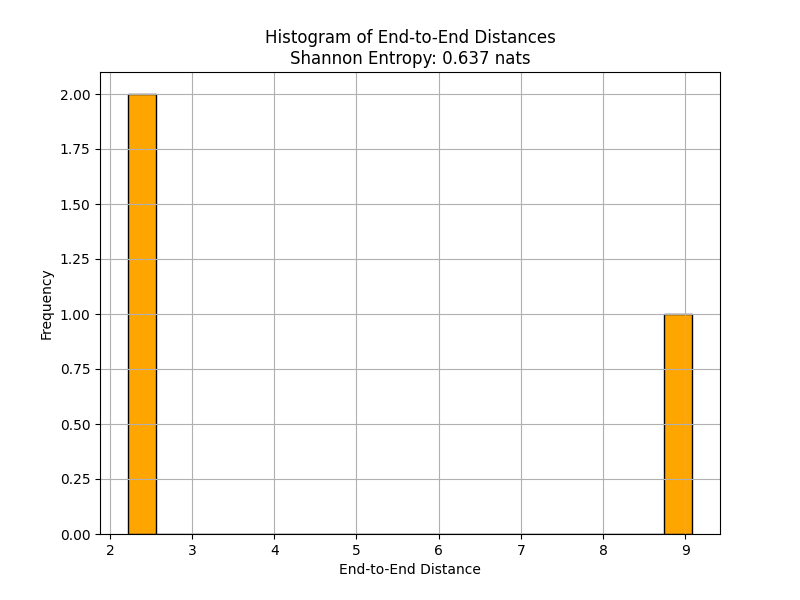 Histogram of End-to-End Distances
Shannon Entropy: 0.637 nats
2.00
1.75
1.50
1.25
1.00
0.75
0.50
0.25
0.00
Frequency
2 3 4 5 6 7 8 9
End-to-End Distance